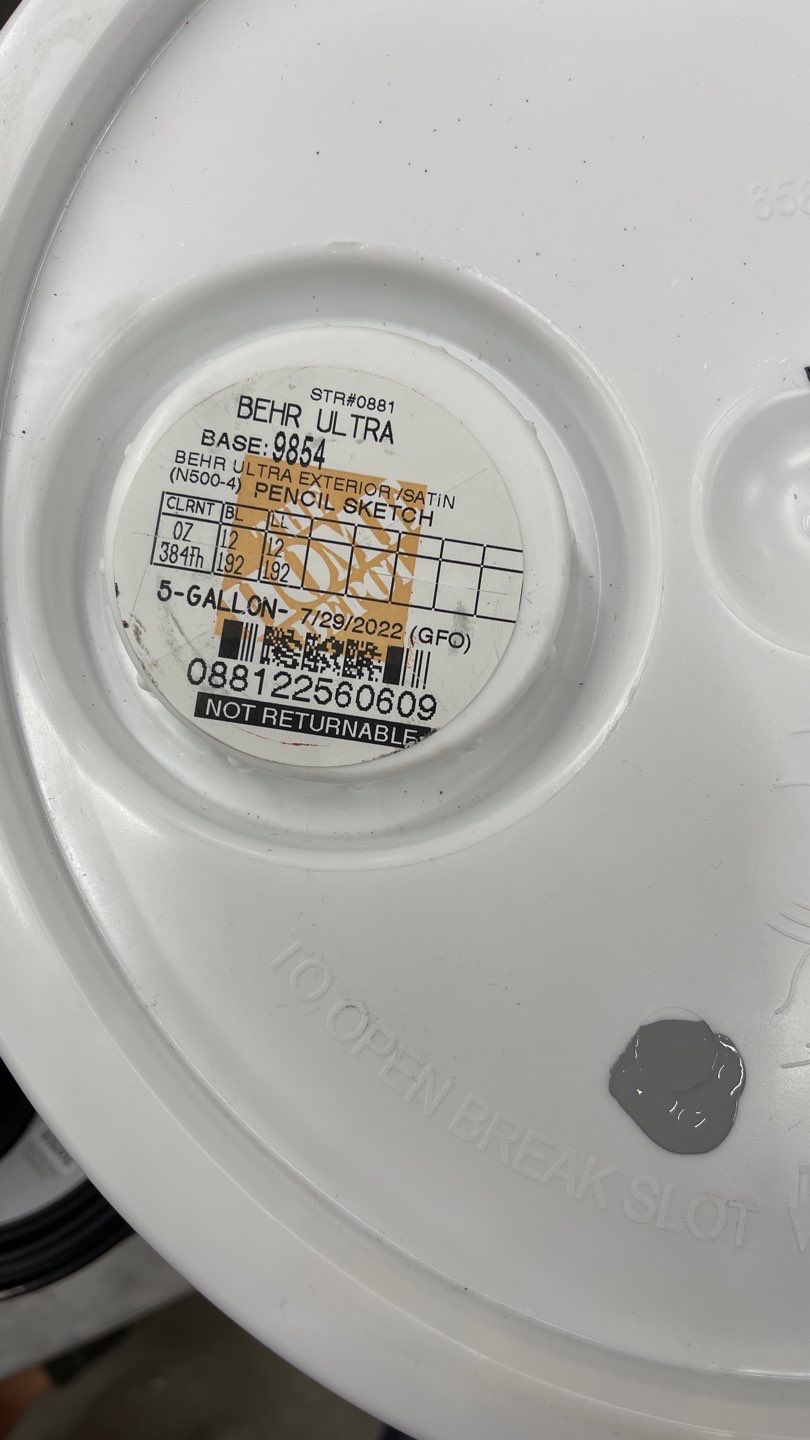 STR#0881
BEHR ULTRA
BASE:9854
BEHR ULTRA EXTERIOR/SATIN
(N500-4) PENCIL SKETCH
CLRNT BL LL
OZ 12 12
384Th 192 192
5-GALLON- 7/29/2022 (GFO)
088122560609
NOT RETURNABLE
TO OPEN BREAK SLOT